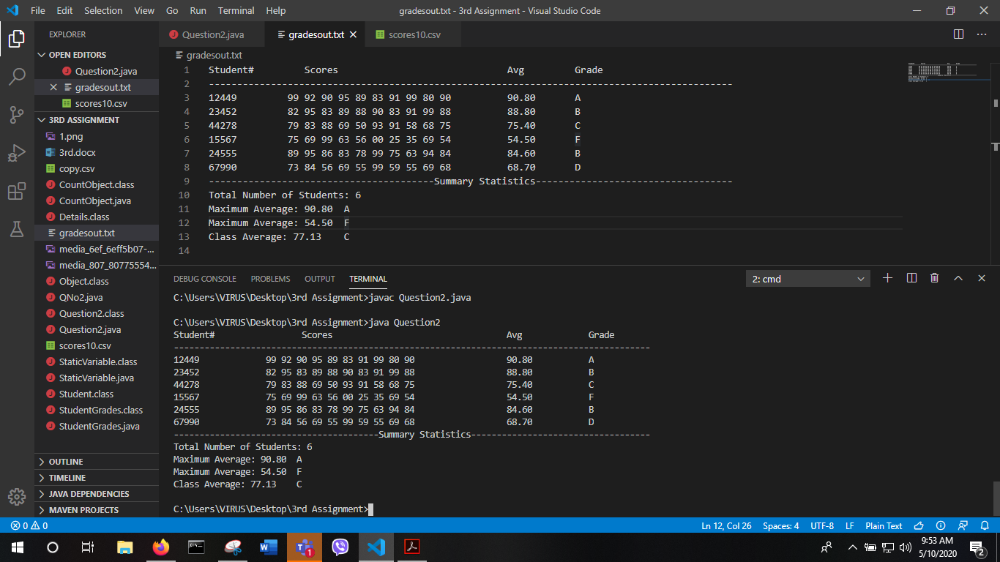 File Edit Selection View Go Run Terminal Help gradesout.txt - 3rd Assignment - Visual Studio Code
EXPLORER
OPEN EDITORS
Question2.java
gradesout.txt
scores10.csv
3RD ASSIGNMENT
1.png
3rd.docx
copy.csv
CountObject.class
CountObject.java
Details.class
gradesout.txt
media_6ef_6eff5b07-...
media_807_80775554...
Object.class
QNo2.java
Question2.class
Question2.java
scores10.csv
StaticVariable.class
StaticVariable.java
Student.class
StudentGrades.class
StudentGrades.java
OUTLINE
TIMELINE
JAVA DEPENDENCIES
MAVEN PROJECTS
Question2.java gradesout.txt scores10.csv
gradesout.txt
1 Student# Scores Avg Grade
2 ---------------------------------------------------------------------------------------------
3 12449 99 92 90 95 89 83 91 99 80 90 90.80 A
4 23452 82 95 83 89 88 90 83 91 99 88 88.80 B
5 44278 79 83 88 69 50 93 91 58 68 75 75.40 C
6 15567 75 69 99 63 56 00 25 35 69 54 54.50 F
7 24555 89 95 86 83 78 99 75 63 94 84 84.60 B
8 67990 73 84 56 69 55 99 59 55 69 68 68.70 D
9 ----------------------------------------Summary Statistics-----------------------------------
10 Total Number of Students: 6
11 Maximum Average: 90.80 A
12 Maximum Average: 54.50 F
13 Class Average: 77.13 C
14
DEBUG CONSOLE PROBLEMS OUTPUT TERMINAL 2: cmd
C:\Users\VIRUS\Desktop\3rd Assignment>javac Question2.java
C:\Users\VIRUS\Desktop\3rd Assignment>java Question2
Student# Scores Avg Grade
---------------------------------------------------------------------------------------------
12449 99 92 90 95 89 83 91 99 80 90 90.80 A
23452 82 95 83 89 88 90 83 91 99 88 88.80 B
44278 79 83 88 69 50 93 91 58 68 75 75.40 C
15567 75 69 99 63 56 00 25 35 69 54 54.50 F
24555 89 95 86 83 78 99 75 63 94 84 84.60 B
67990 73 84 56 69 55 99 59 55 69 68 68.70 D
----------------------------------------Summary Statistics-----------------------------------
Total Number of Students: 6
Maximum Average: 90.80 A
Maximum Average: 54.50 F
Class Average: 77.13 C
C:\Users\VIRUS\Desktop\3rd Assignment>
0 0 Ln 12, Col 26 Spaces: 4 UTF-8 LF Plain Text
1
9:53 AM
5/10/2020
2